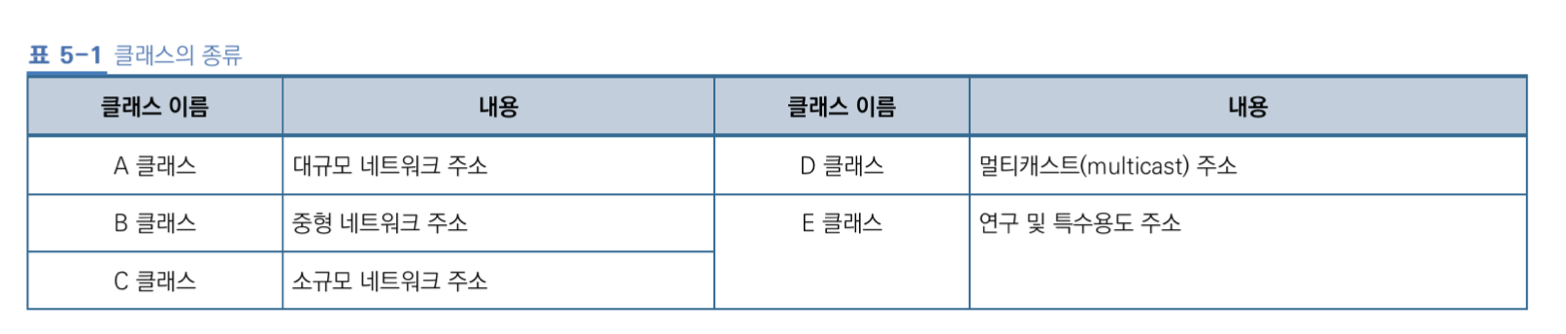 표 5-1 클래스의 종류
클래스 이름 내용 클래스 이름 내용
A 클래스 대규모 네트워크 주소 D 클래스 멀티캐스트(multicast) 주소
B 클래스 중형 네트워크 주소 E 클래스 연구 및 특수용도 주소
C 클래스 소규모 네트워크 주소